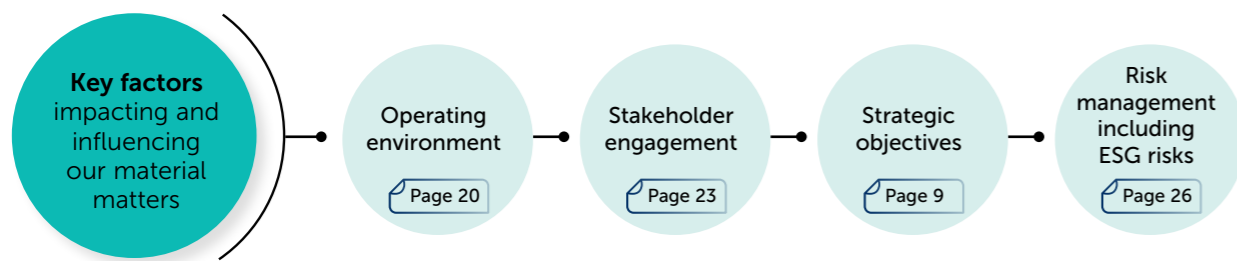 Key factors
impacting and
influencing
our material
matters
Operating
environment
Page 20
Stakeholder
engagement
Page 23
Strategic
objectives
Page 9
Risk
management
including
ESG risks
Page 26